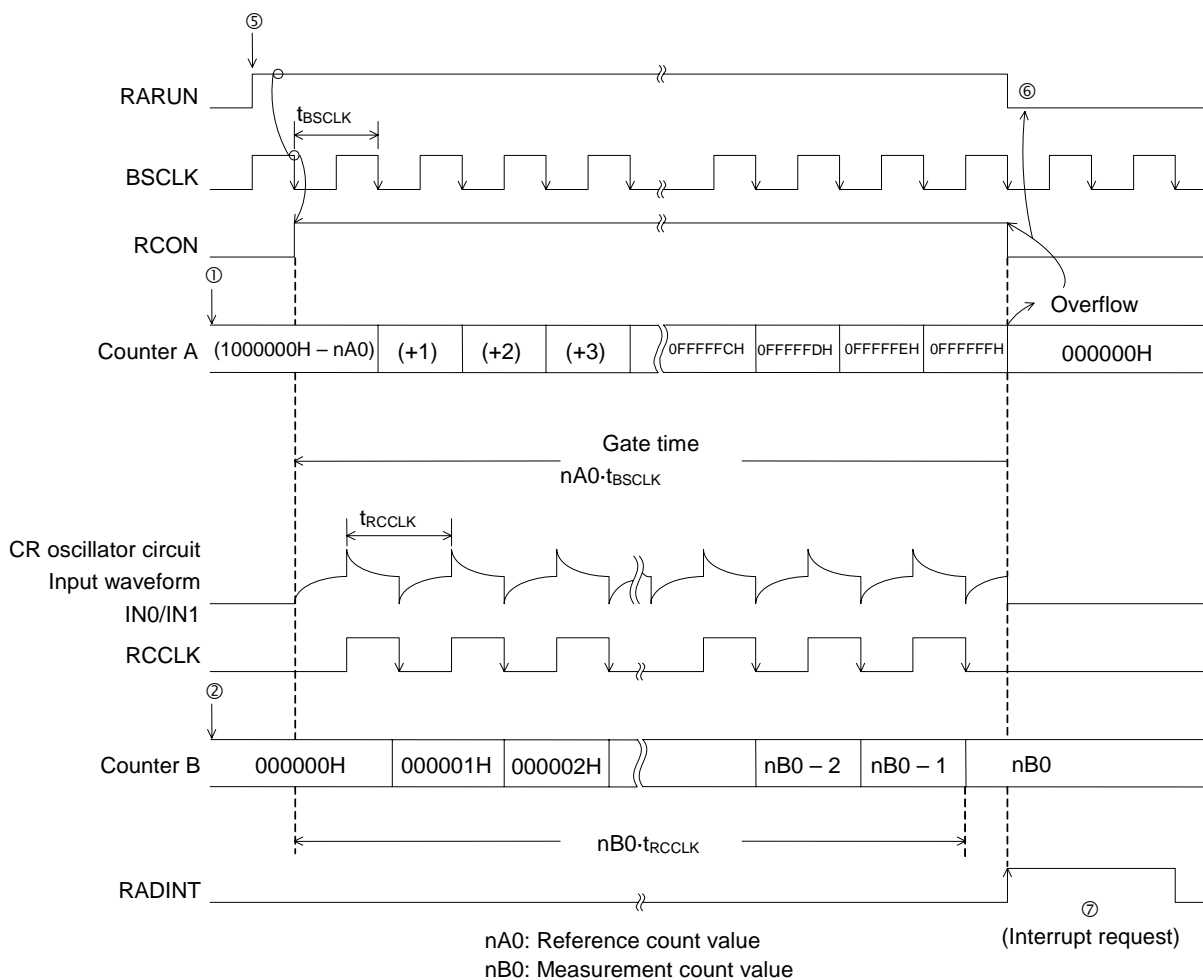 ⑤
RARUN
⑥
tBSCLK
BSCLK
RCON
①
Overflow
Counter A (1000000H – nA0) (+1) (+2) (+3) 0FFFFFCH 0FFFFFDH 0FFFFFEH 0FFFFFFH 000000H
Gate time
nA0·tBSCLK
tRCCLK
CR oscillator circuit
Input waveform
IN0/IN1
RCCLK
②
Counter B 000000H 000001H 000002H nB0 – 2 nB0 – 1 nB0
nB0·tRCCLK
RADINT
⑦
(Interrupt request)
nA0: Reference count value
nB0: Measurement count value